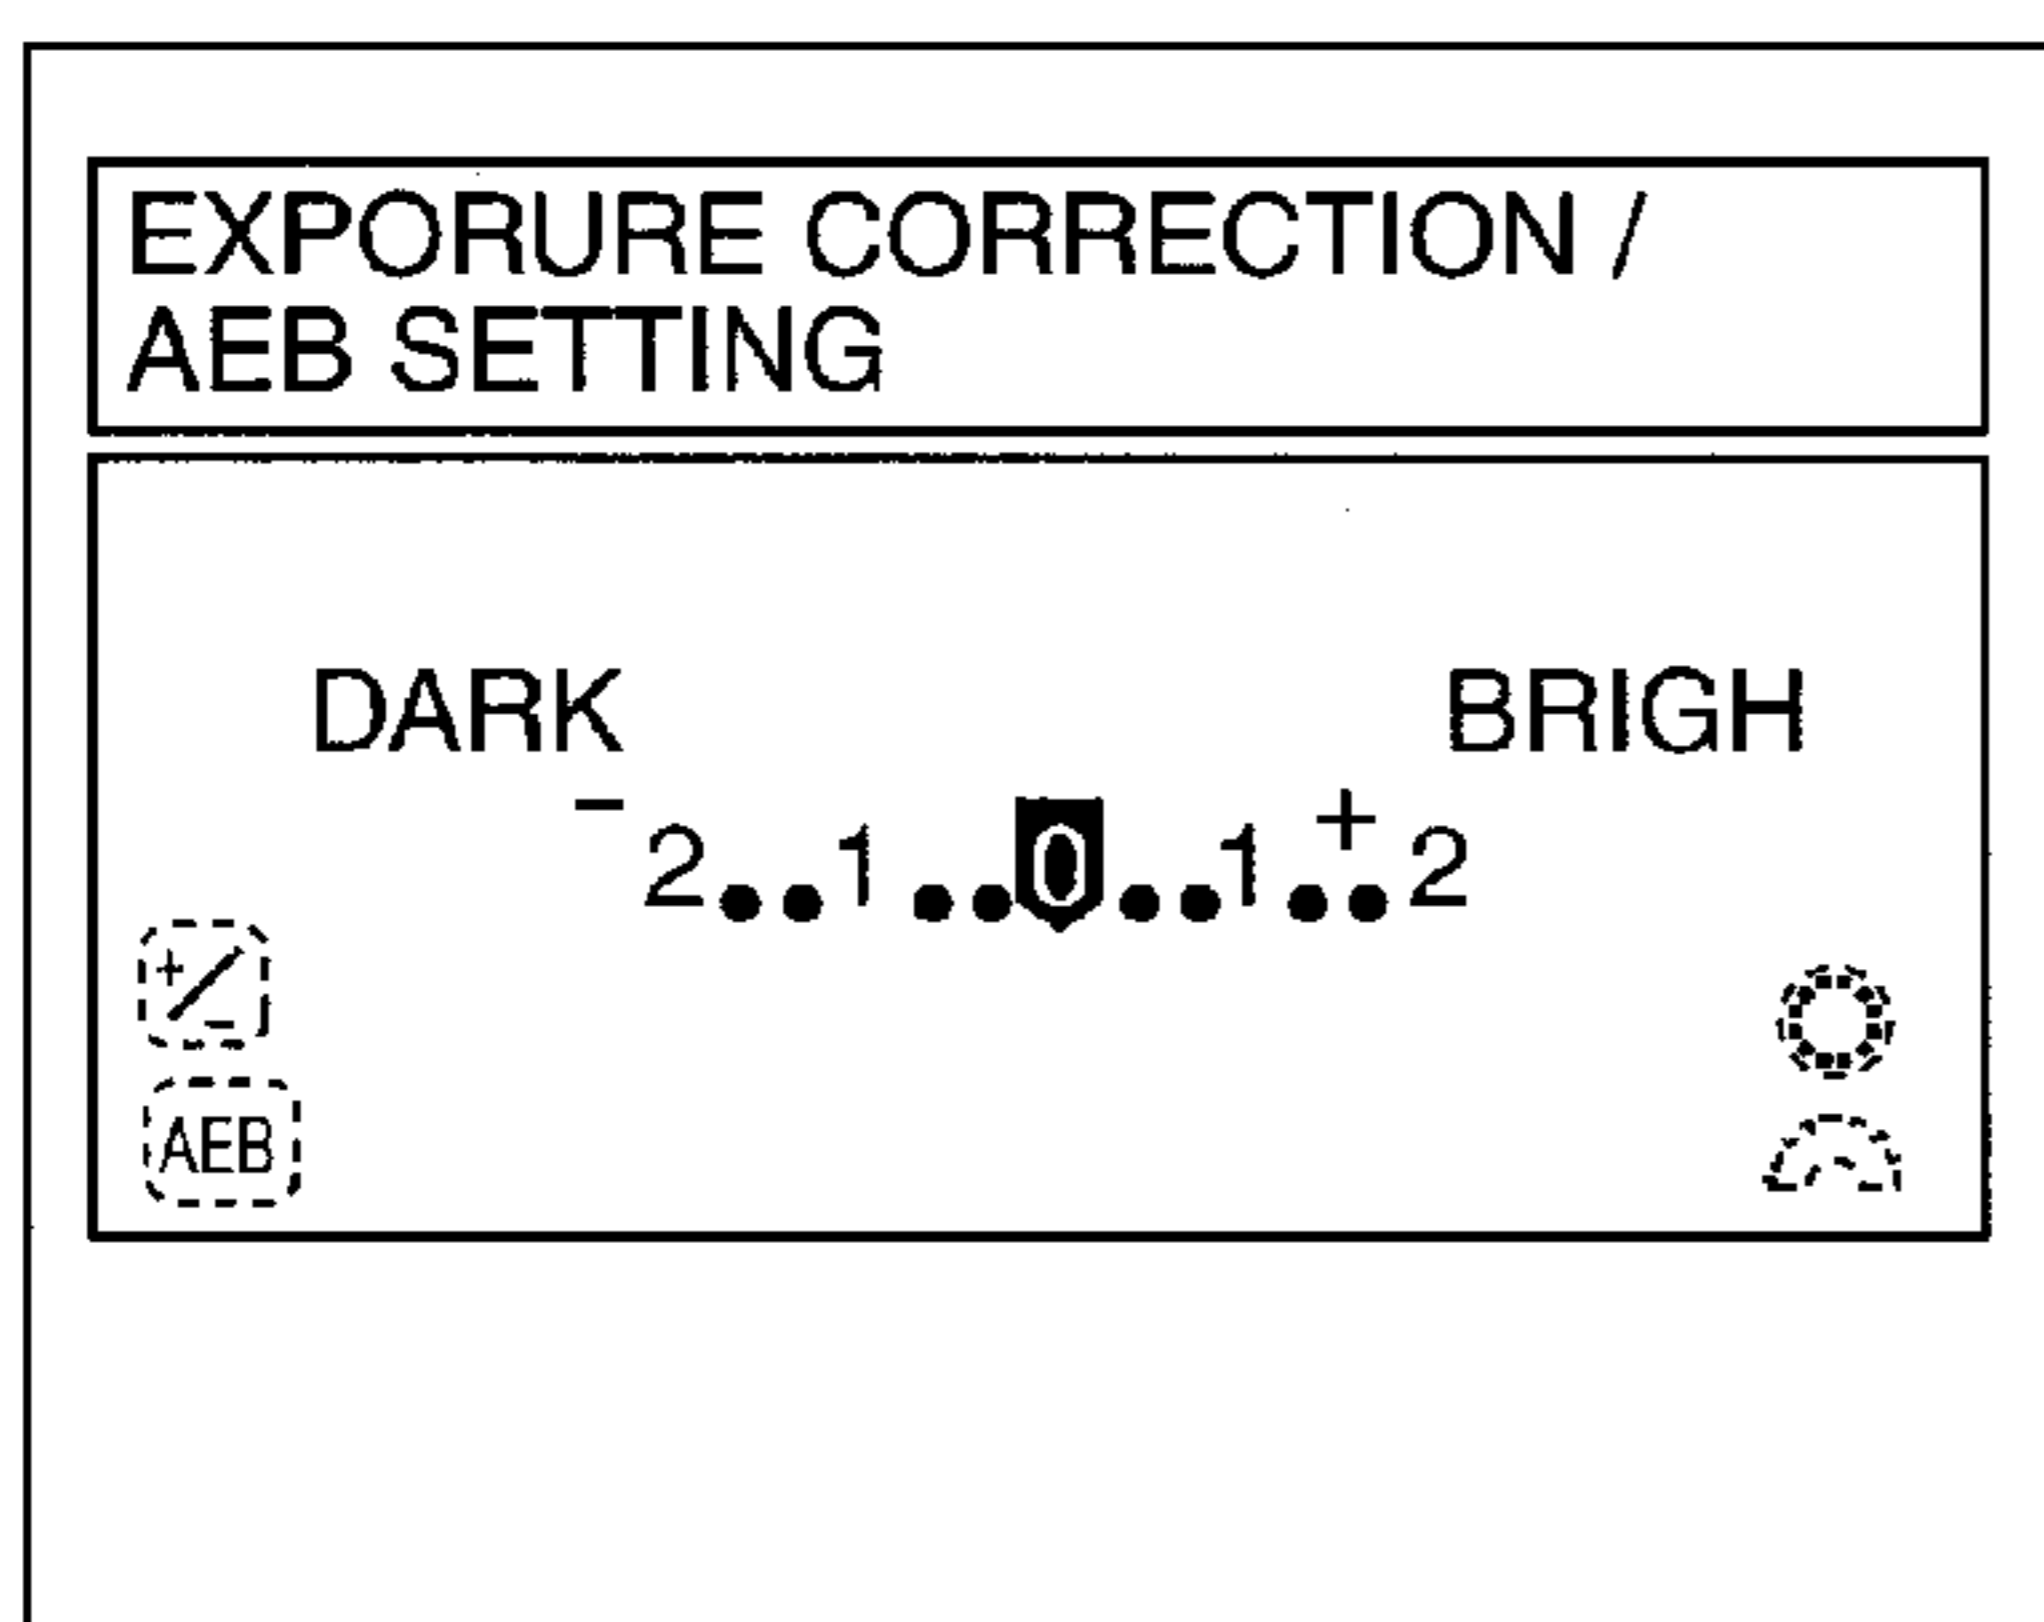 EXPORURE CORRECTION /
AEB SETTING
DARK BRIGH
- 2..1..0..1..+2
+/-
AEB